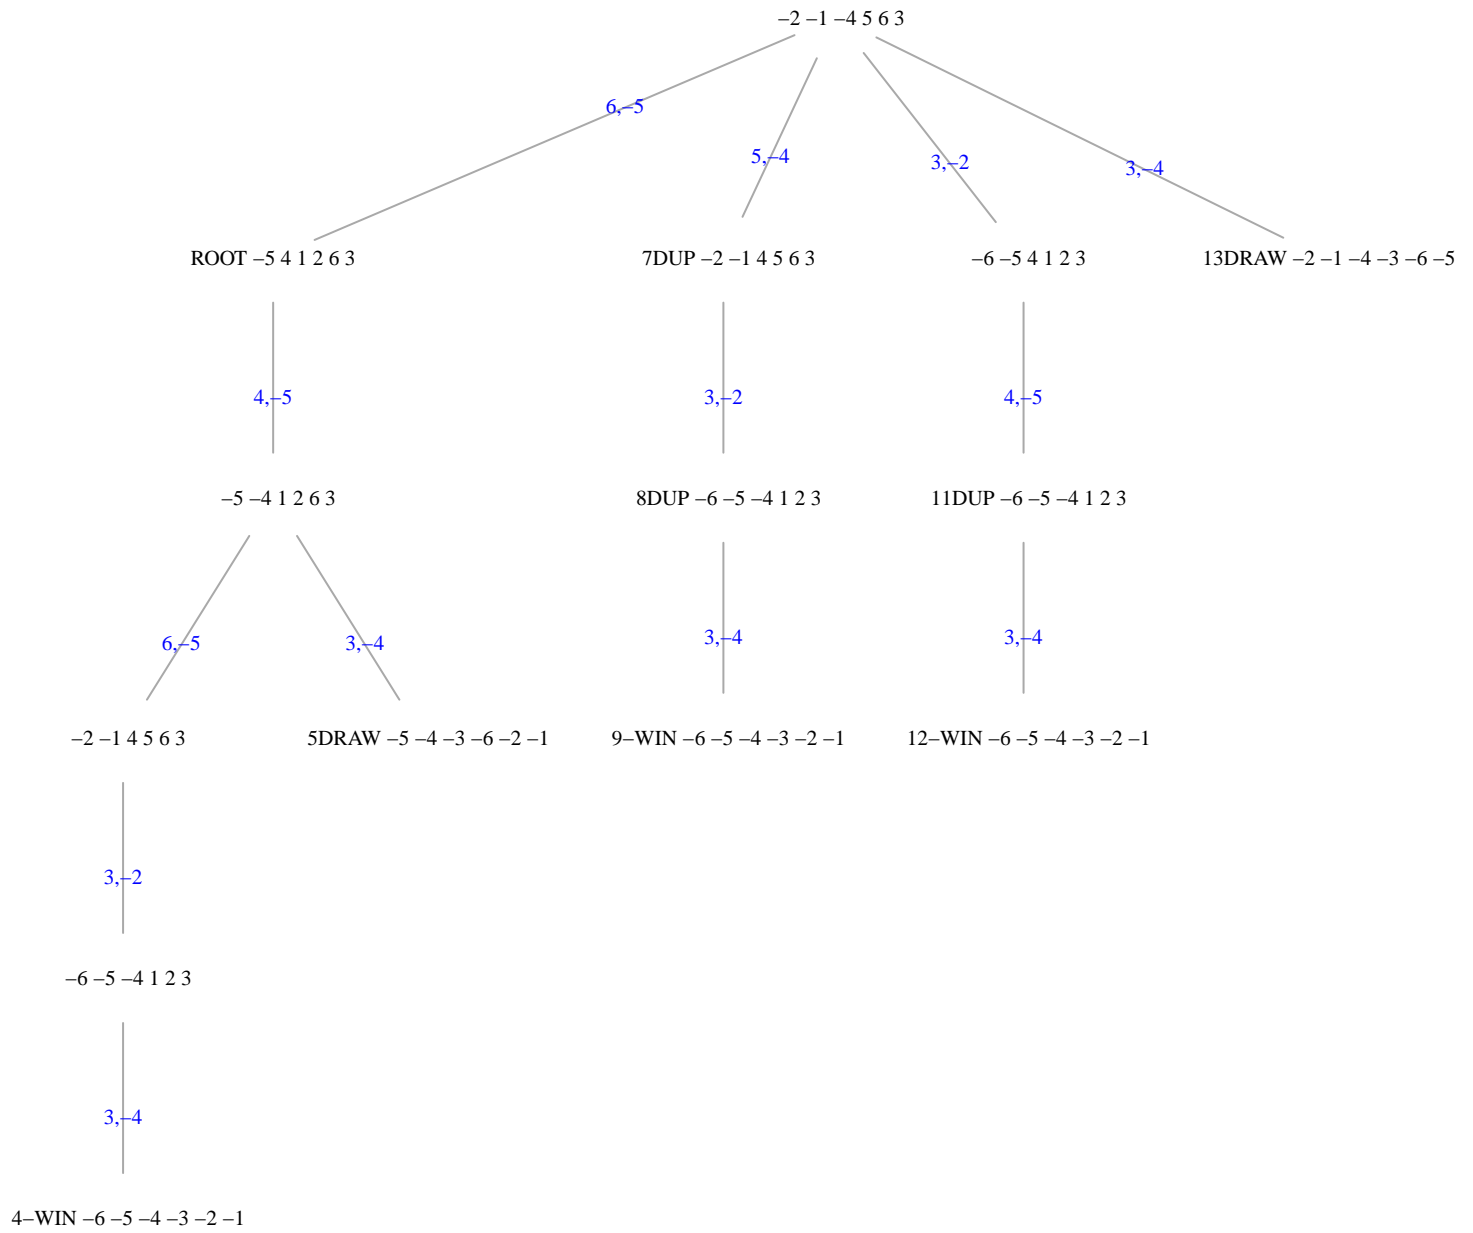 −2 −1 −4 5 6 3
6,−5
5,−4
3,−2
3,−4
ROOT −5 4 1 2 6 3
7DUP −2 −1 4 5 6 3
−6 −5 4 1 2 3
13DRAW −2 −1 −4 −3 −6 −5
4,−5
3,−2
4,−5
−5 −4 1 2 6 3
8DUP −6 −5 −4 1 2 3
11DUP −6 −5 −4 1 2 3
6,−5
3,−4
3,−4
3,−4
−2 −1 4 5 6 3
5DRAW −5 −4 −3 −6 −2 −1
9−WIN −6 −5 −4 −3 −2 −1
12−WIN −6 −5 −4 −3 −2 −1
3,−2
−6 −5 −4 1 2 3
3,−4
4−WIN −6 −5 −4 −3 −2 −1